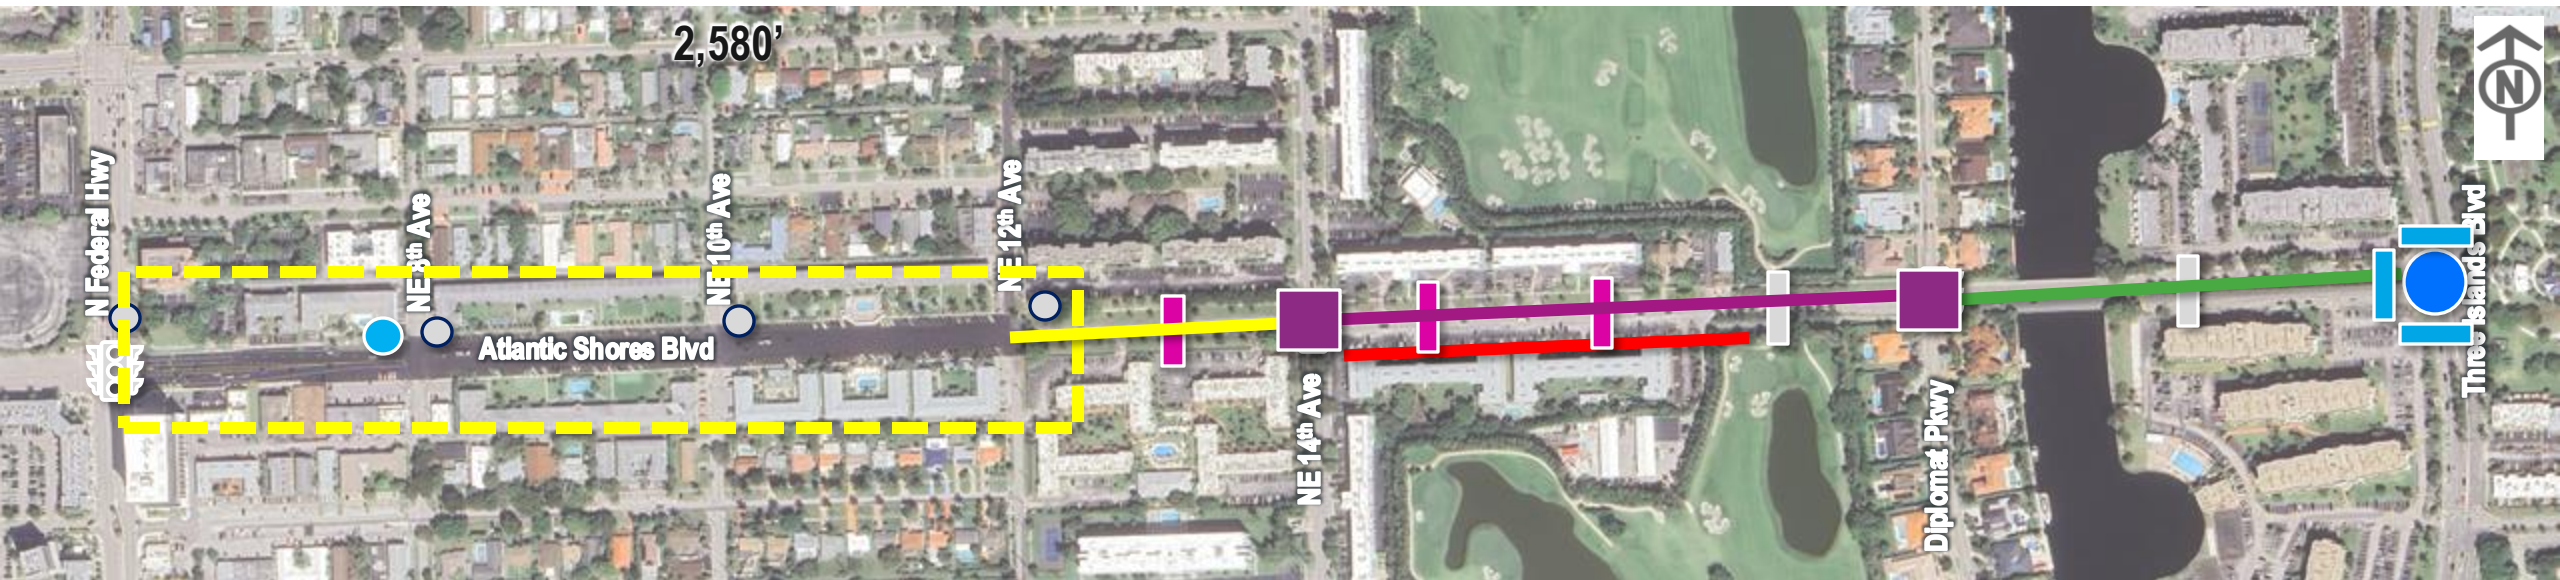 2,580’
N
N Federal Hwy
NE 8th Ave
NE 10th Ave
NE 12th Ave
Atlantic Shores Blvd
NE 14th Ave
Diplomat Pkwy
Three Islands Blvd